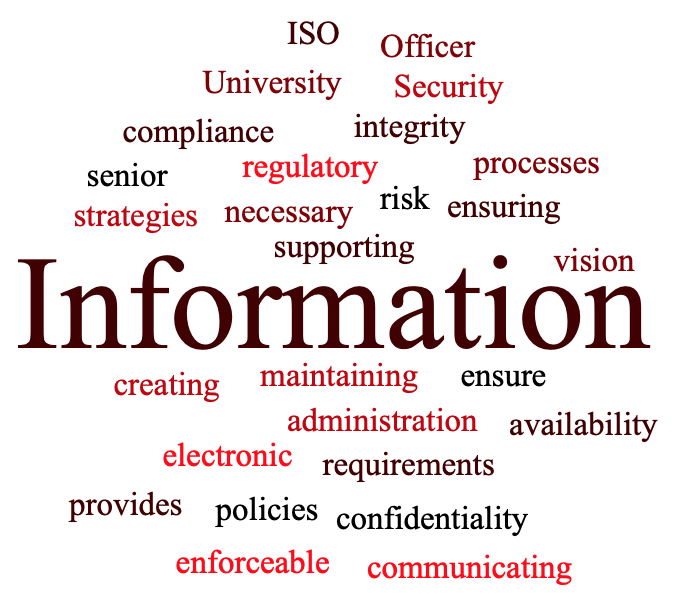 ISO
Officer
University
Security
compliance
integrity
regulatory
processes
senior
risk
ensuring
strategies
necessary
supporting
vision
Information
creating
maintaining
ensure
administration
availability
electronic
requirements
provides
policies
confidentiality
enforceable
communicating